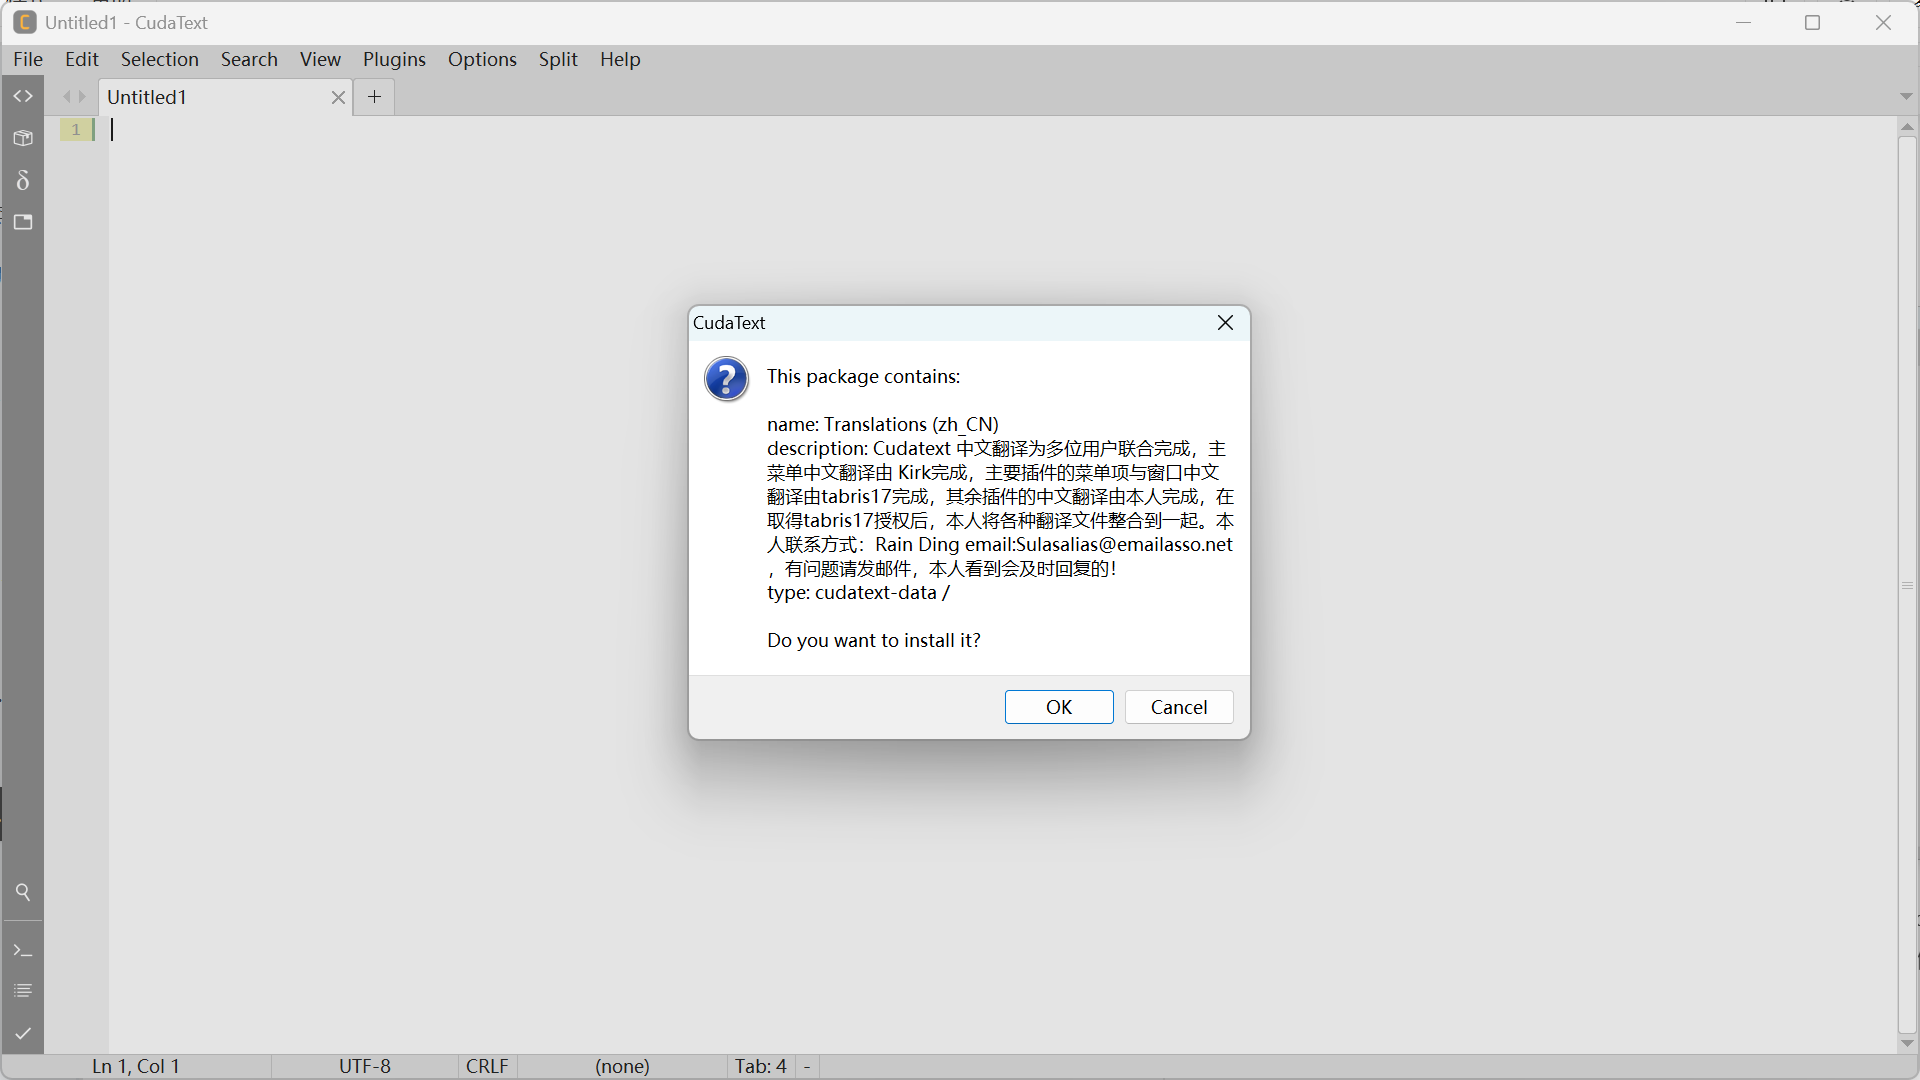 Untitled1 - CudaText
File Edit Selection Search View Plugins Options Split Help
Untitled1
1
CudaText
This package contains:
name: Translations (zh_CN)
description: Cudatext 中文翻译为多位用户联合完成，主
菜单中文翻译由 Kirk完成，主要插件的菜单项与窗口中文
翻译由tabris17完成，其余插件的中文翻译由本人完成，在
取得tabris17授权后，本人将各种翻译文件整合到一起。本
人联系方式：Rain Ding email:Sulasalias@emailasso.net
，有问题请发邮件，本人看到会及时回复的！
type: cudatext-data /
Do you want to install it?
OK Cancel
Ln 1, Col 1 UTF-8 CRLF (none) Tab: 4 -